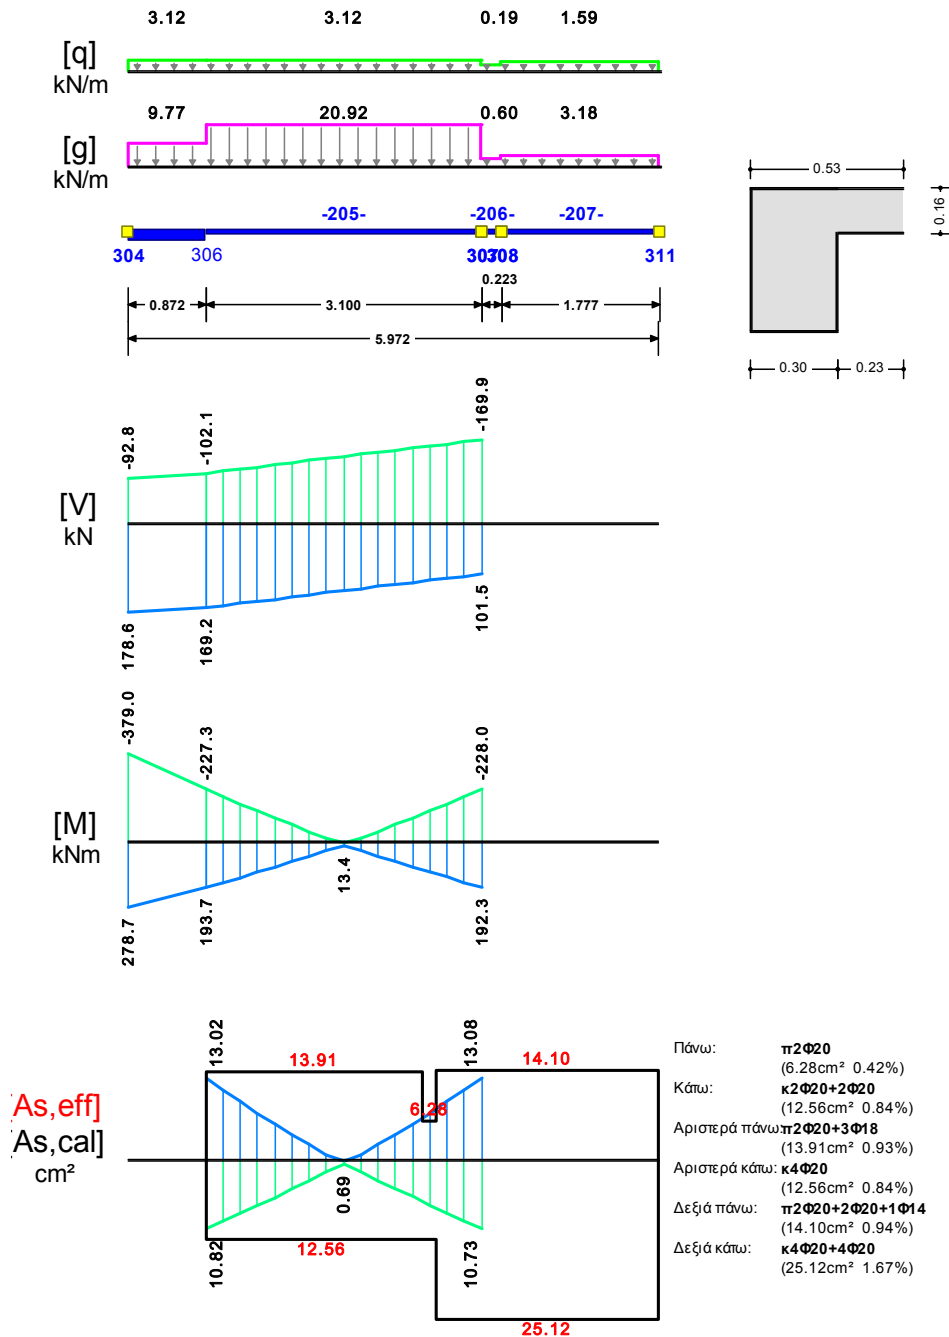 3.12 3.12 0.19 1.59
[q]
kN/m
9.77 20.92 0.60 3.18
[g]
kN/m
-205- -206- -207-
304 306 308 311
0.223
0.872 3.100 1.777
5.972
0.53
0.16
0.30 0.23
-92.8 -102.1 -169.9
[V]
kN
178.6 169.2 101.5
-379.0 -227.3 -228.0
[M]
kNm
13.4
278.7 193.7 192.3
13.02 13.91 13.08 14.10
6.28
As,eff]
[As,cal]
cm²
0.69
10.82 12.56 10.73
25.12
Πάνω: π2Φ20
(6.28cm² 0.42%)
Κάτω: κ2Φ20+2Φ20
(12.56cm² 0.84%)
Αριστερά πάνω: π2Φ20+3Φ18
(13.91cm² 0.93%)
Αριστερά κάτω: κ4Φ20
(12.56cm² 0.84%)
Δεξιά πάνω: π2Φ20+2Φ20+1Φ14
(14.10cm² 0.94%)
Δεξιά κάτω: κ4Φ20+4Φ20
(25.12cm² 1.67%)